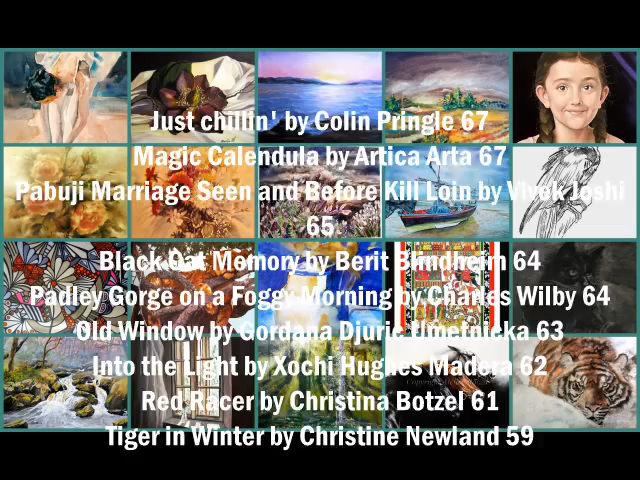 Just chillin' by Colin Pringle 67
Magic Calendula by Artica Arta 67
Pabuji Marriage Seen and Before Kill Loin by Vivek Joshi
65
Black Cat Memory by Berit Blindheim 64
Padley Gorge on a Foggy Morning by Charles Wilby 64
Old Window by Gordana Djuric Umetnicka 63
Into the Light by Xochi Hughes Madera 62
Red Racer by Christina Botzel 61
Tiger in Winter by Christine Newland 59